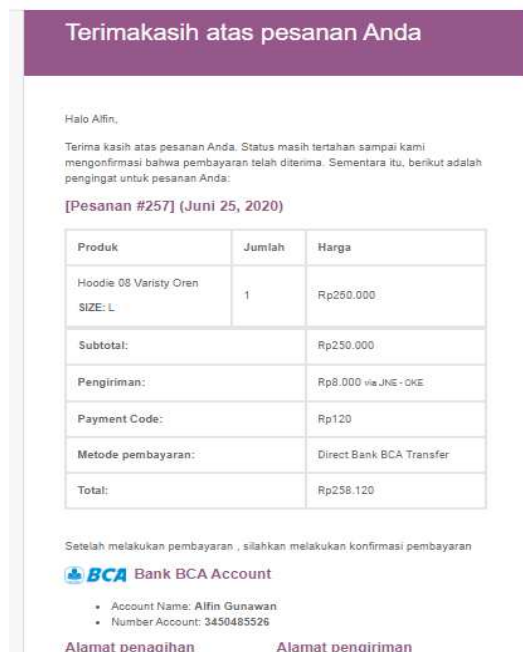 Terimakasih atas pesanan Anda
Halo Alfin,
Terima kasih atas pesanan Anda. Status masih tertahan sampai kami
mengonfirmasi bahwa pembayaran telah diterima. Sementara itu, berikut adalah
pengingat untuk pesanan Anda:
[Pesanan #257] (Juni 25, 2020)
Produk Jumlah Harga
Hoodie 08 Varisty Oren
SIZE: L
1 Rp250.000
Subtotal: Rp250.000
Pengiriman: Rp8.000 via JNE - OKE
Payment Code: Rp120
Metode pembayaran: Direct Bank BCA Transfer
Total: Rp258.120
Setelah melakukan pembayaran , silahkan melakukan konfirmasi pembayaran
BCA Bank BCA Account
Account Name: Alfin Gunawan
Number Account: 3450485526
Alamat penagihan Alamat pengiriman